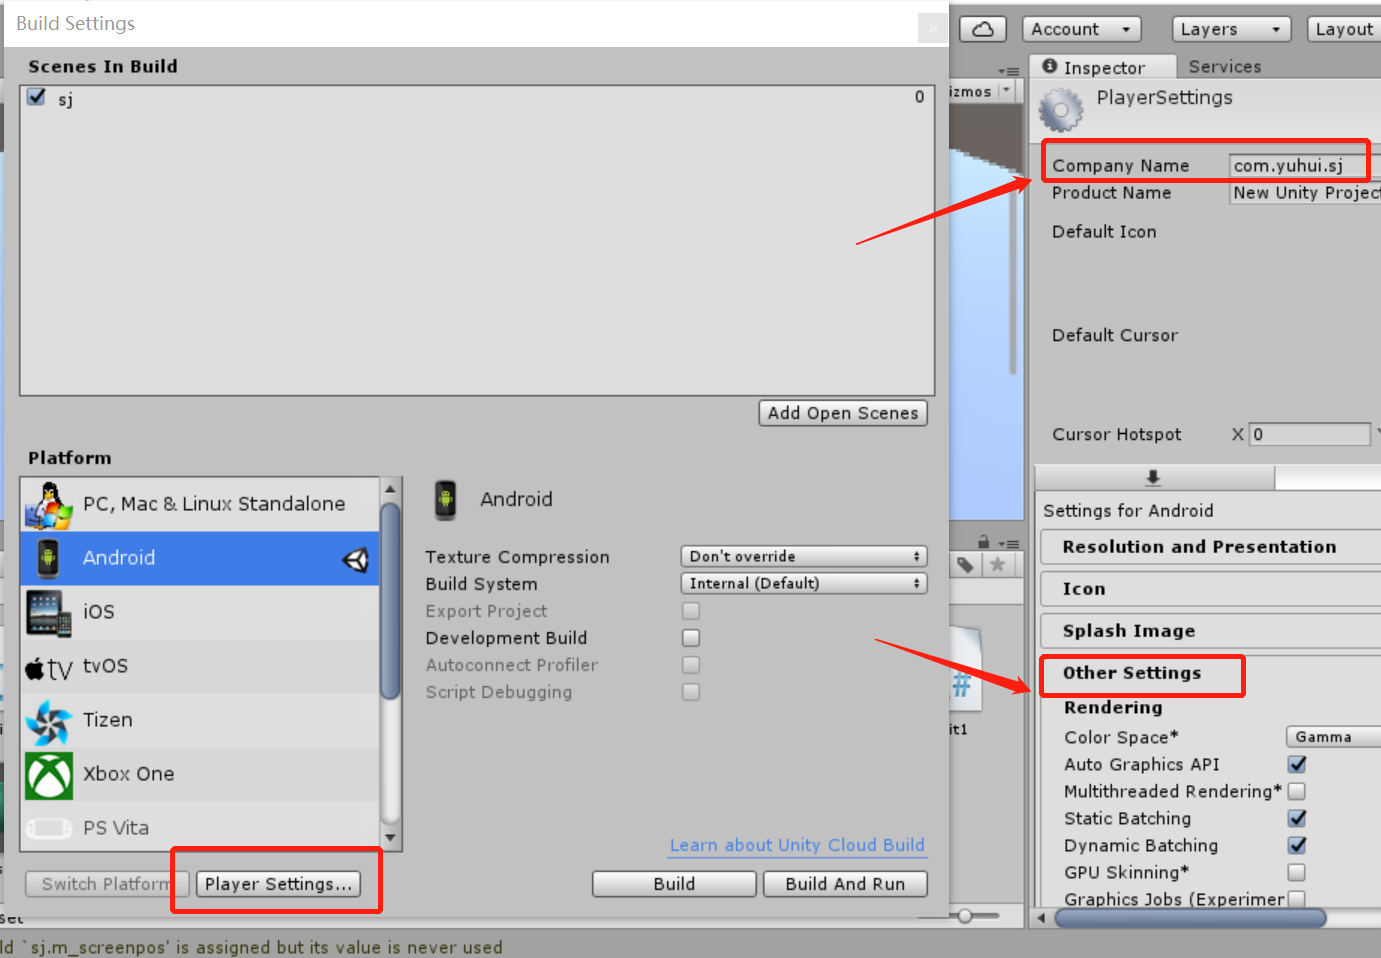 Build Settings
Scenes In Build
sj 0
Add Open Scenes
Platform
PC, Mac & Linux Standalone
Android
iOS
tv tvOS
Tizen
Xbox One
PS Vita
Switch Platform
Player Settings...
Android
Texture Compression Don't override
Build System Internal (Default)
Export Project
Development Build
Autoconnect Profiler
Script Debugging
Learn about Unity Cloud Build
Build
Build And Run
Account
Layers
Layout
izmos
Inspector
Services
PlayerSettings
Company Name com.yuhui.sj
Product Name New Unity Project
Default Icon
Default Cursor
Cursor Hotspot X 0
Settings for Android
Resolution and Presentation
Icon
Splash Image
Other Settings
Rendering
Color Space* Gamma
Auto Graphics API
Multithreaded Rendering*
Static Batching
Dynamic Batching
GPU Skinning*
Graphics Jobs (Experimer
#
it1
set
ld `sj.m_screenpos' is assigned but its value is never used